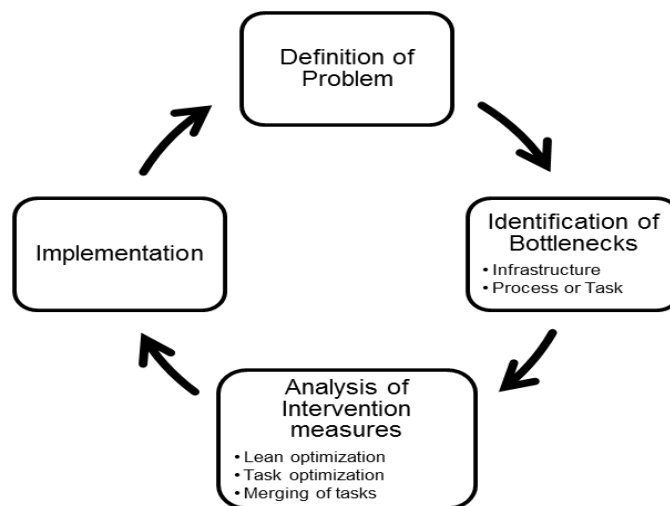 Definition of
Problem
Identification of
Bottlenecks
• Infrastructure
• Process or Task
Analysis of
Intervention
measures
• Lean optimization
• Task optimization
• Merging of tasks
Implementation